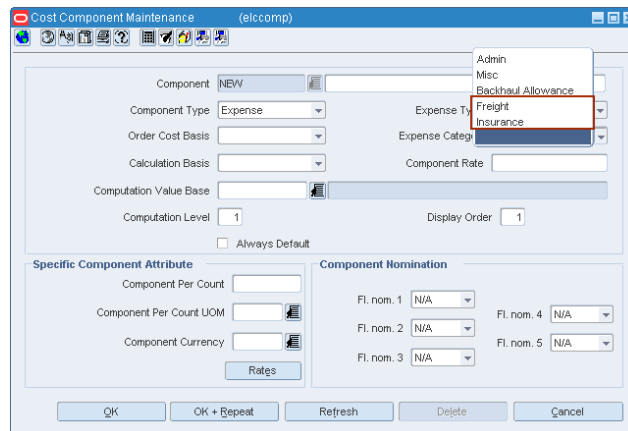 Cost Component Maintenance (elccomp)
Admin
Misc
Backhaul Allowance
Freight
Insurance
Component NEW
Component Type Expense Expense Ty
Order Cost Basis Expense Categ
Calculation Basis Component Rate
Computation Value Base
Computation Level 1 Display Order 1
Always Default
Specific Component Attribute Component Nomination
Component Per Count
Component Per Count UOM
Component Currency
Rates
Fl. nom. 1 N/A
Fl. nom. 2 N/A
Fl. nom. 3 N/A
Fl. nom. 4 N/A
Fl. nom. 5 N/A
OK OK + Repeat Refresh Delete Cancel